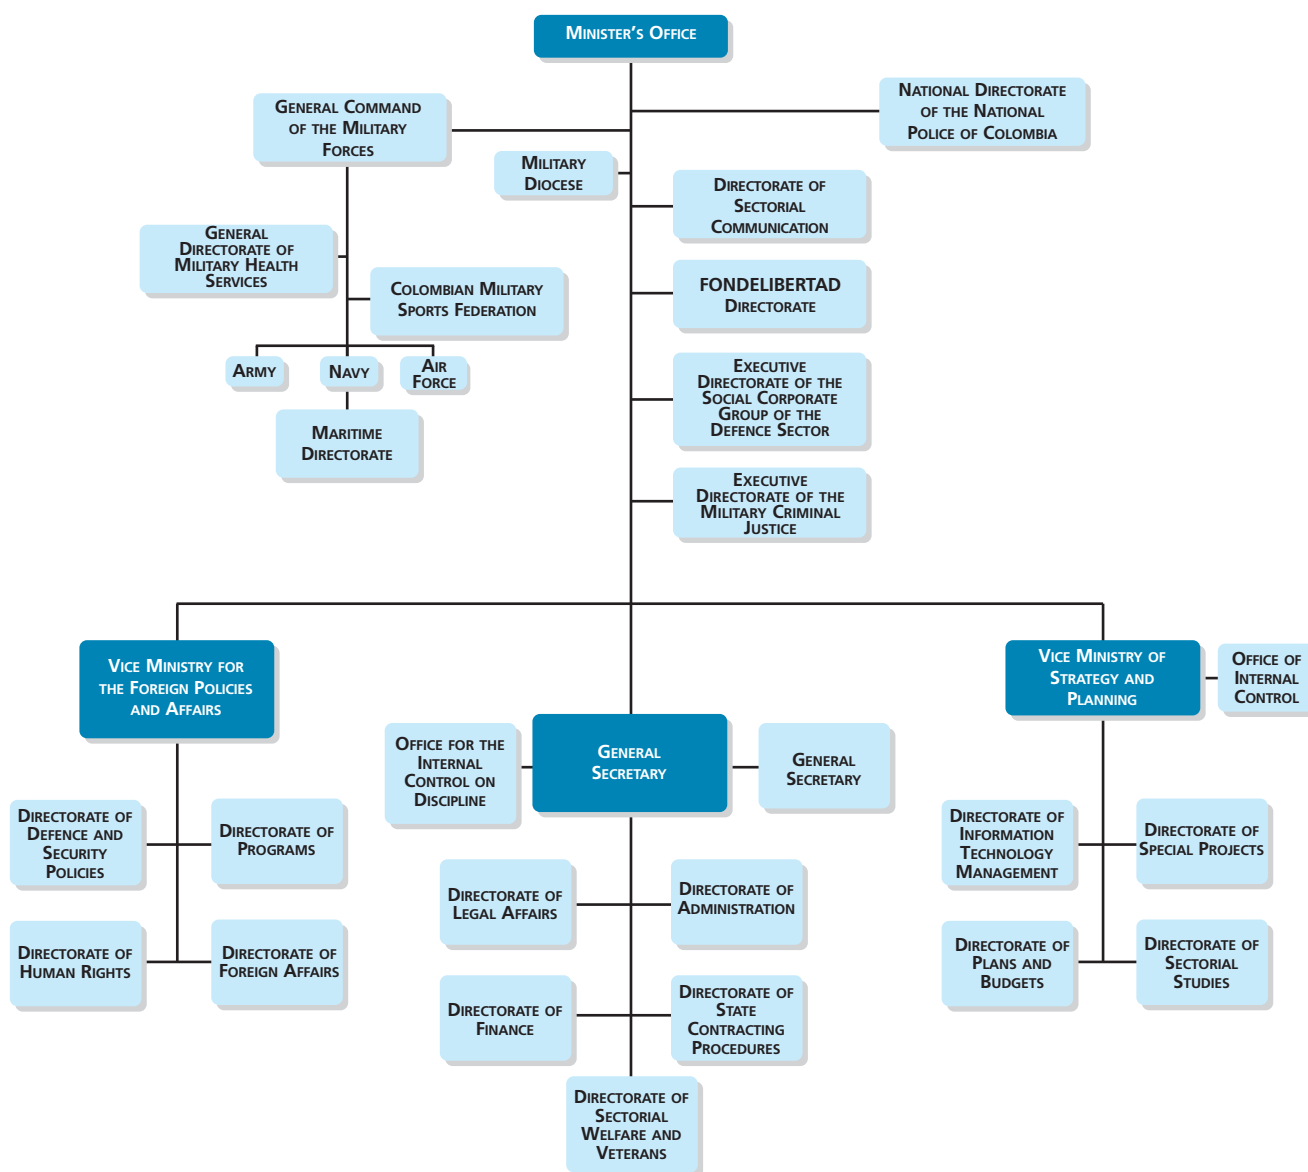 Minister's Office
General Command
of the Military
Forces
National Directorate
of the National
Police of Colombia
Military
Diocese
Directorate of
Sectorial
Communication
General
Directorate of
Military Health
Services
Colombian Military
Sports Federation
FONDELIBERTAD
Directorate
Army
Navy
Air
Force
Executive
Directorate of the
Social Corporate
Group of the
Defence Sector
Maritime
Directorate
Executive
Directorate of the
Military Criminal
Justice
Vice Ministry for
the Foreign Policies
and Affairs
Vice Ministry of
Strategy and
Planning
Office of
Internal
Control
Office for the
Internal
Control on
Discipline
General
Secretary
General
Secretary
Directorate of
Defence and
Security
Policies
Directorate of
Programs
Directorate of
Information
Technology
Management
Directorate of
Special Projects
Directorate of
Legal Affairs
Directorate of
Administration
Directorate of
Human Rights
Directorate of
Foreign Affairs
Directorate of
Plans and
Budgets
Directorate of
Sectorial
Studies
Directorate of
Finance
Directorate of
State
Contracting
Procedures
Directorate of
Sectorial
Welfare and
Veterans